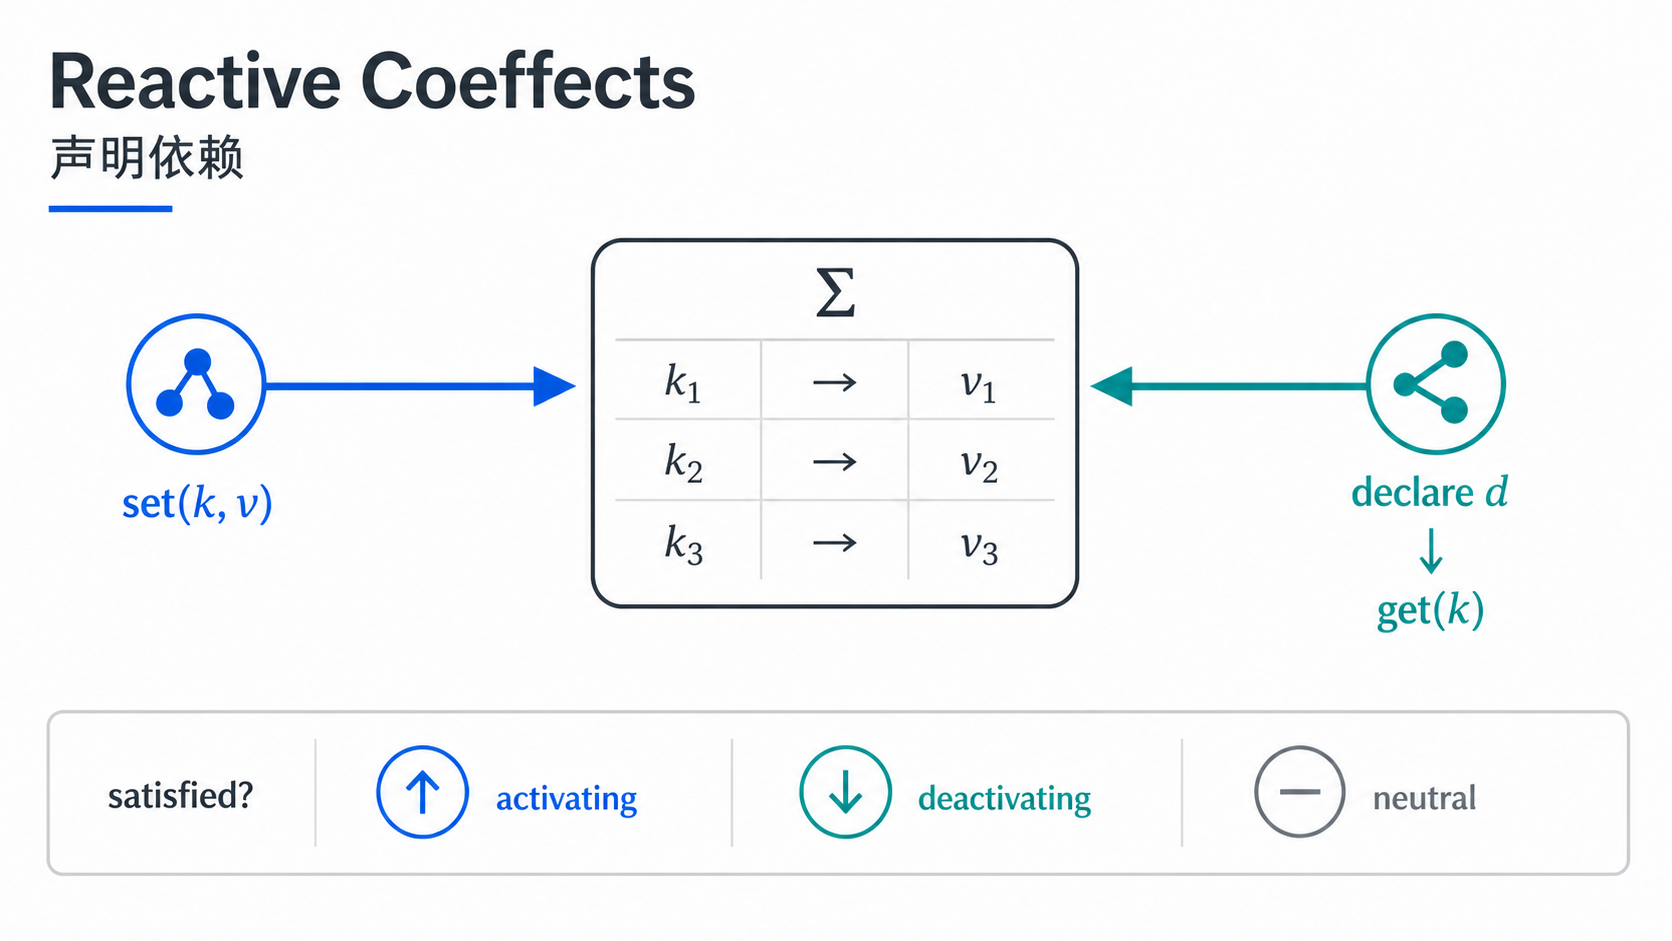 Reactive Coeffects
声明依赖
Σ
k₁ → v₁
k₂ → v₂
k₃ → v₃
set(k, v)
declare d
↓
get(k)
satisfied?
↑ activating
↓ deactivating
— neutral